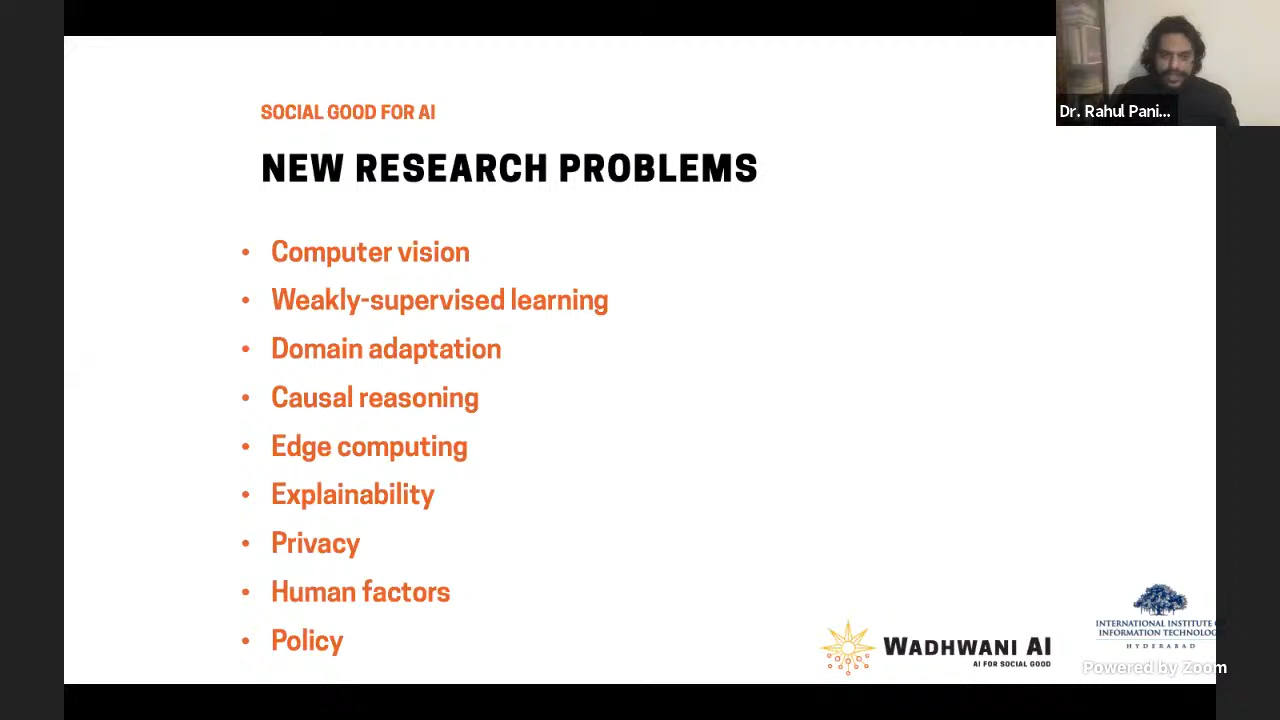 Dr. Rahul Pani...
SOCIAL GOOD FOR AI
NEW RESEARCH PROBLEMS
• Computer vision
• Weakly-supervised learning
• Domain adaptation
• Causal reasoning
• Edge computing
• Explainability
• Privacy
• Human factors
• Policy
WADHWANI AI
AI FOR SOCIAL GOOD
INTERNATIONAL INSTITUTE
INFORMATION TECHNOLOGY
HYDERABAD
Powered by Zoom